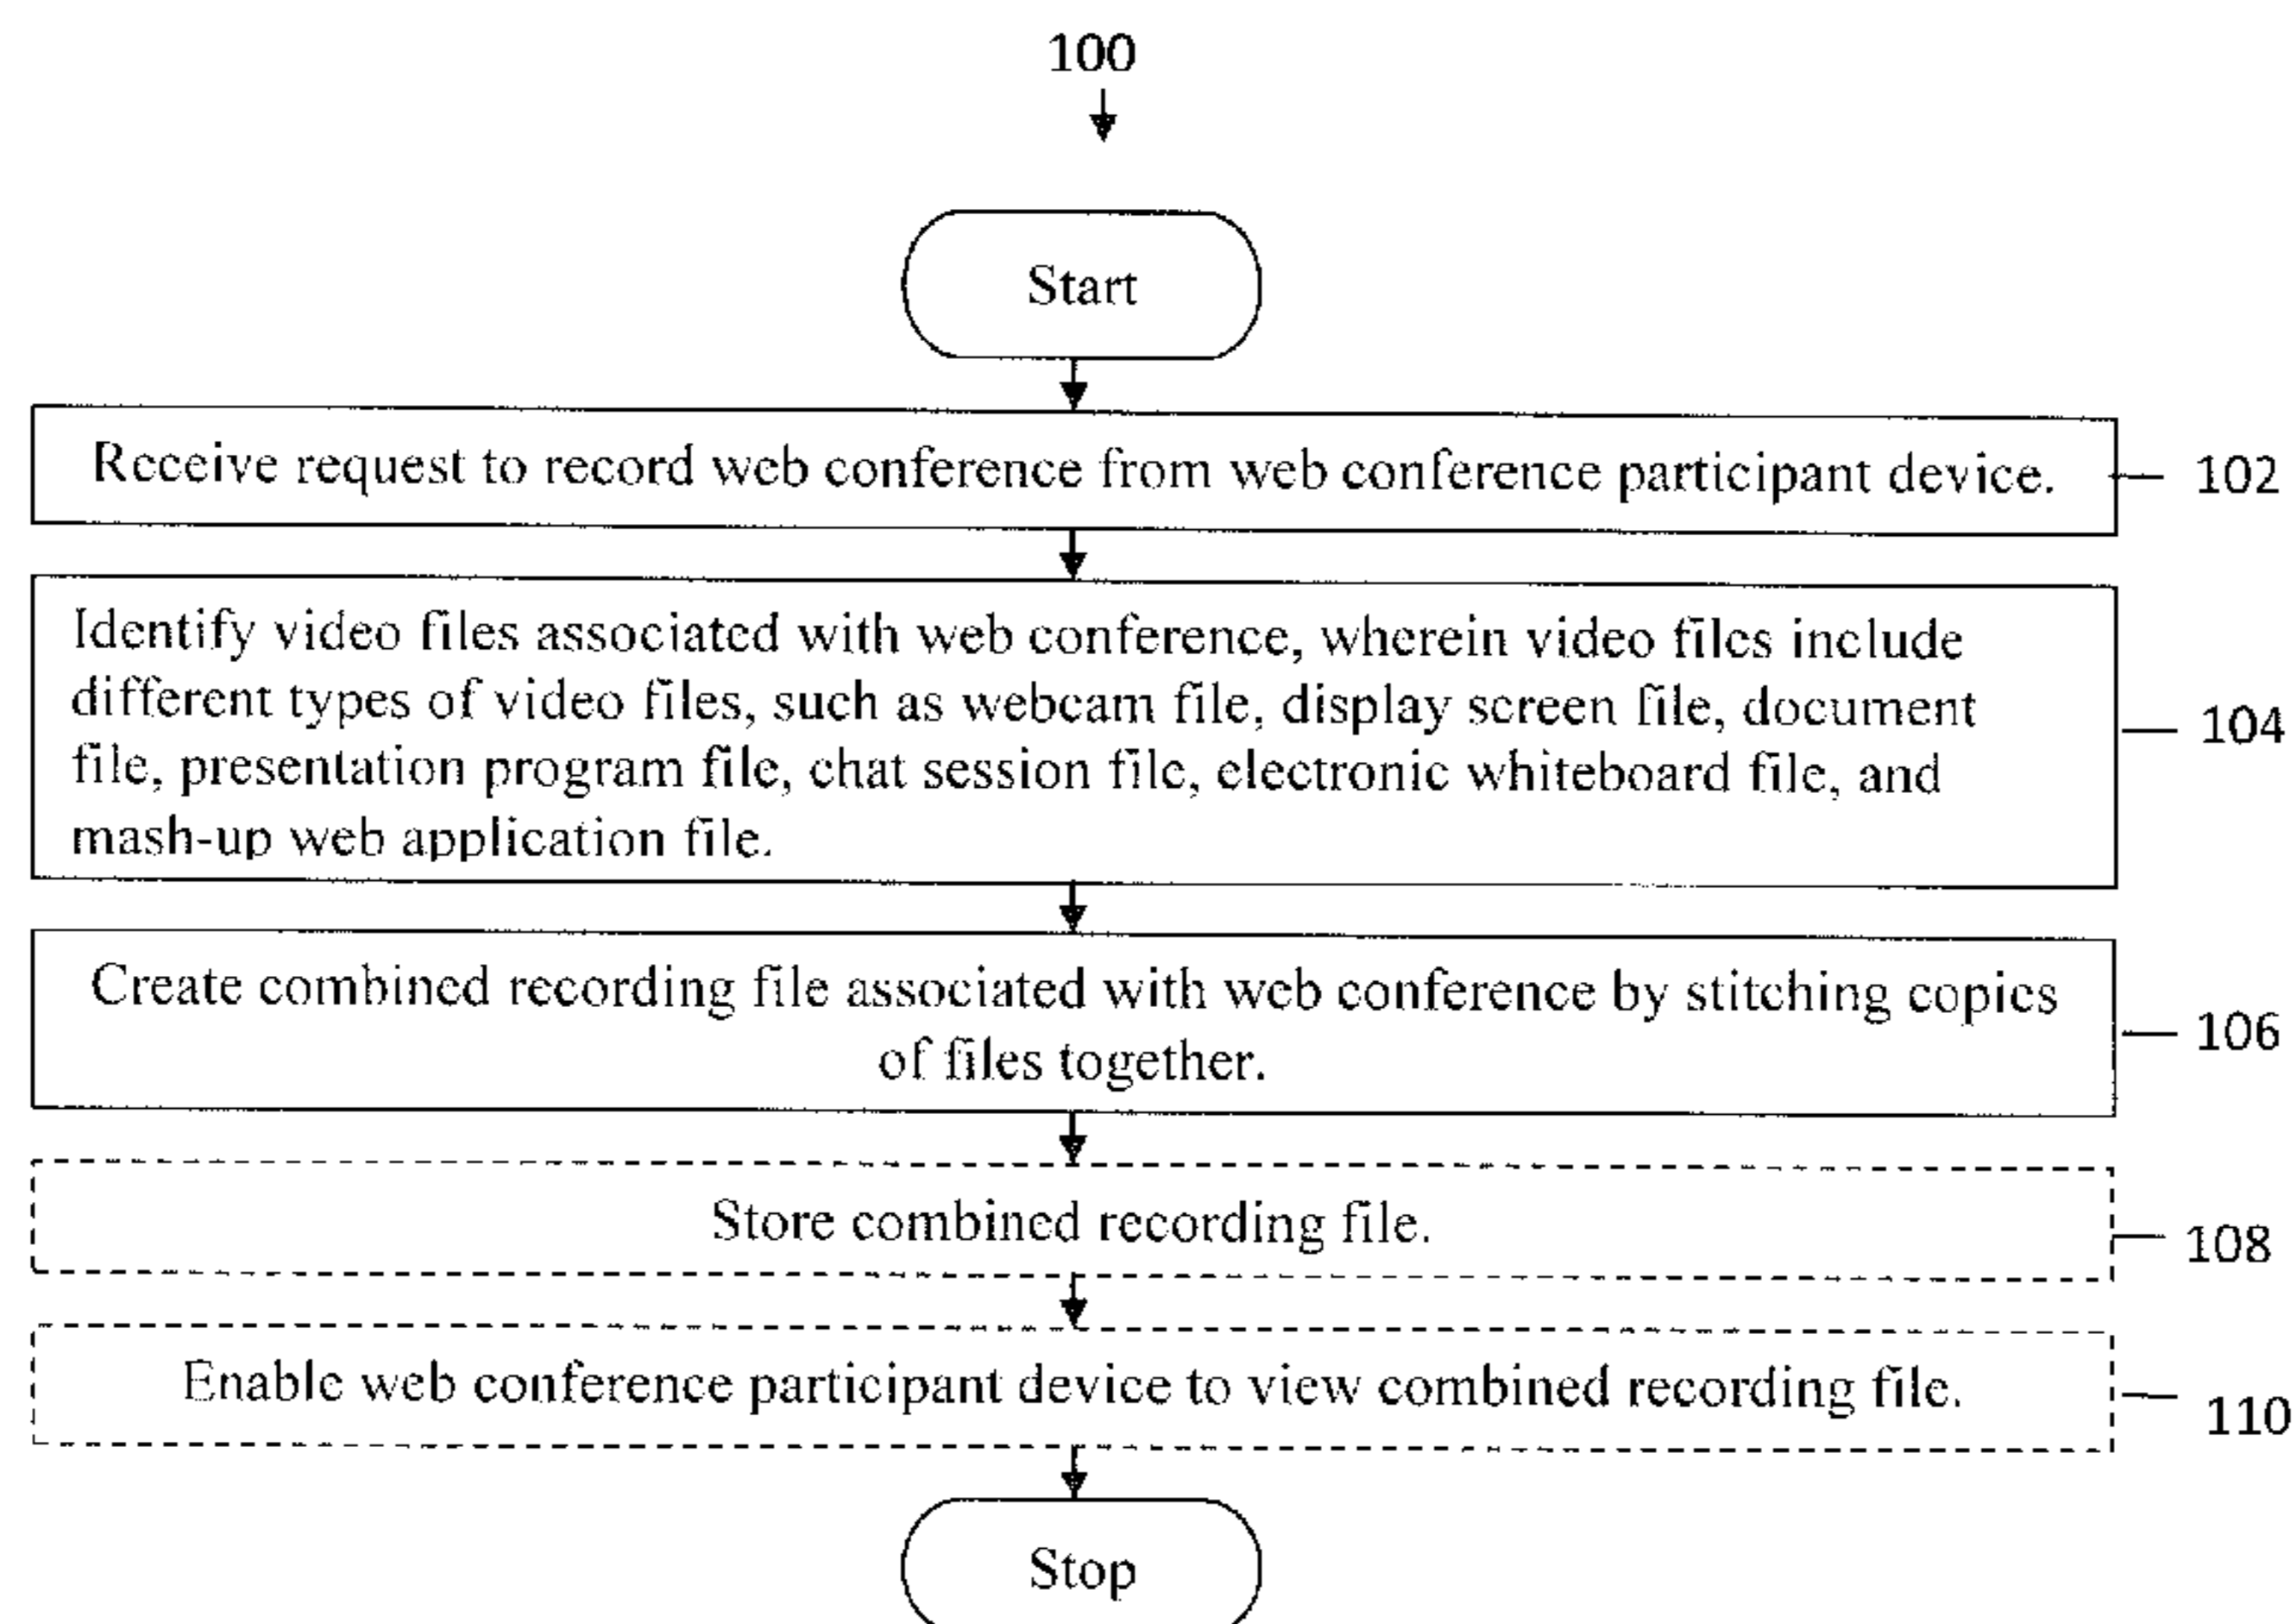 100
Start
Receive request to record web conference from web conference participant device.
102
Identify video files associated with web conference, wherein video files include
different types of video files, such as webcam file, display screen file, document
file, presentation program file, chat session file, electronic whiteboard file, and
mash-up web application file.
104
Create combined recording file associated with web conference by stitching copies
of files together.
106
Store combined recording file.
108
Enable web conference participant device to view combined recording file.
110
Stop